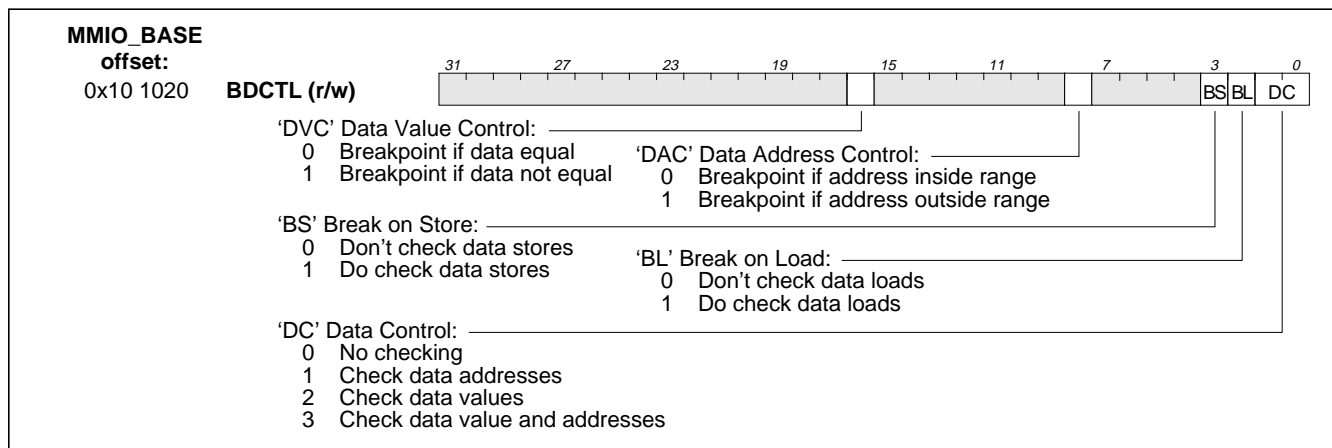 MMIO_BASE
offset:
31 27 23 19 15 11 7 3 0
0x10 1020 BDCTL (r/w) BS BL DC
‘DVC’ Data Value Control:
0 Breakpoint if data equal
1 Breakpoint if data not equal
‘DAC’ Data Address Control:
0 Breakpoint if address inside range
1 Breakpoint if address outside range
‘BS’ Break on Store:
0 Don’t check data stores
1 Do check data stores
‘BL’ Break on Load:
0 Don’t check data loads
1 Do check data loads
‘DC’ Data Control:
0 No checking
1 Check data addresses
2 Check data values
3 Check data value and addresses